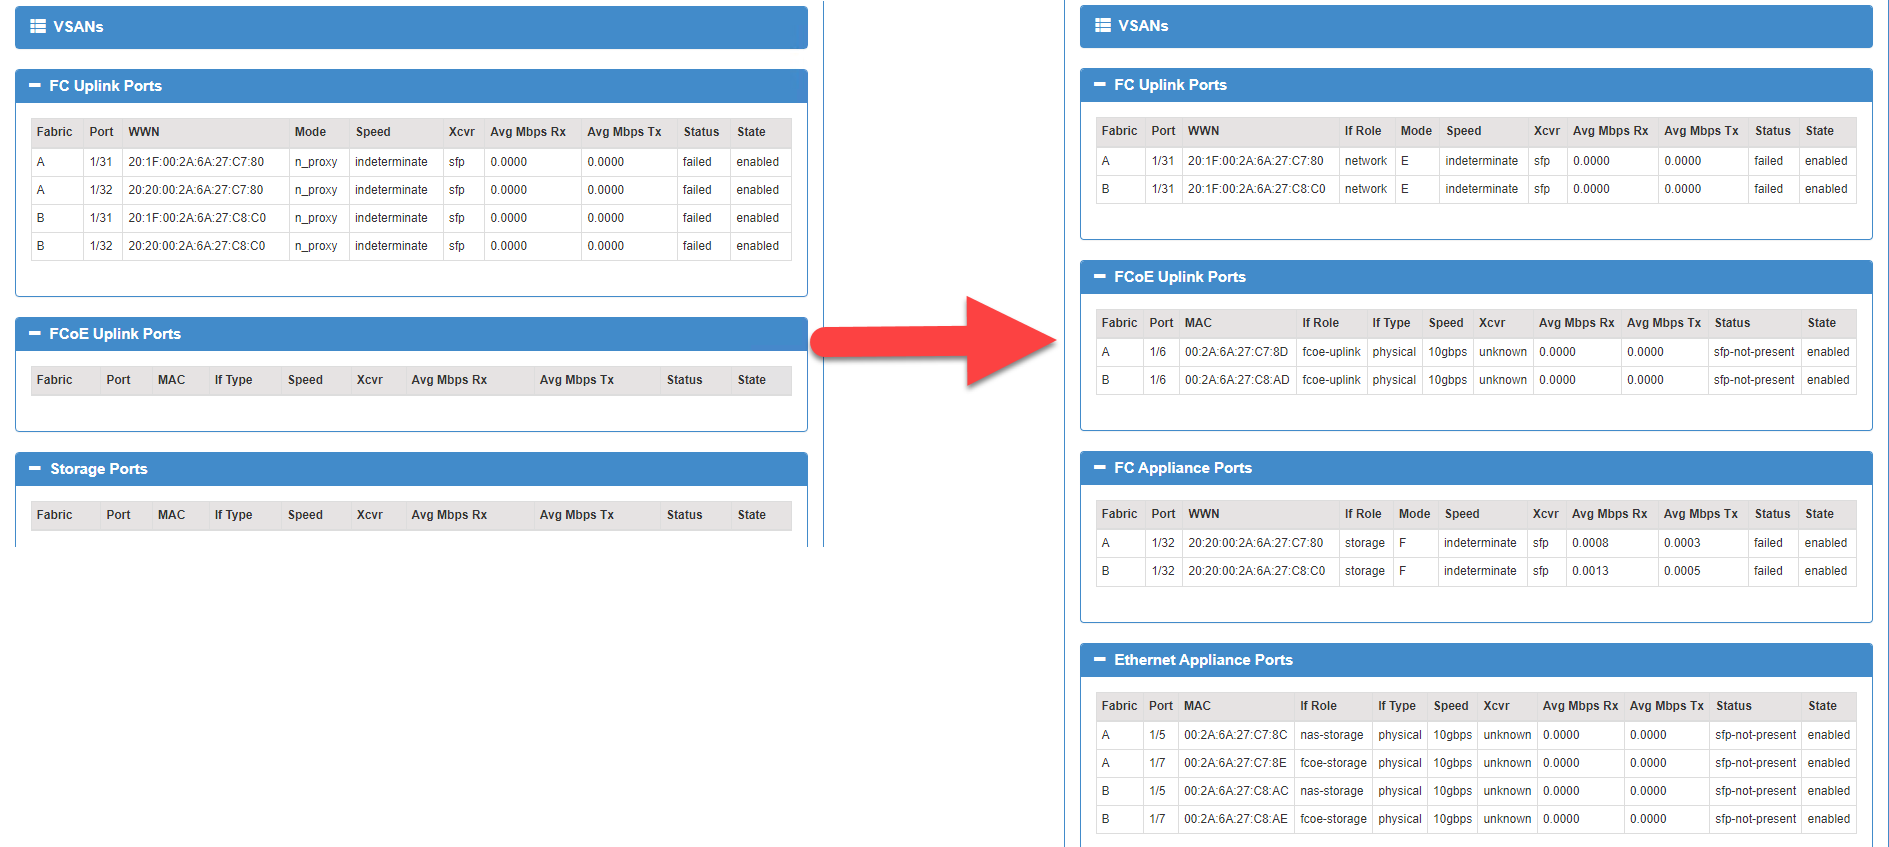 VSANs
FC Uplink Ports
Fabric Port WWN Mode Speed Xcvr Avg Mbps Rx Avg Mbps Tx Status State
A 1/31 20:1F:00:2A:6A:27:C7:80 n_proxy indeterminate sfp 0.0000 0.0000 failed enabled
A 1/32 20:20:00:2A:6A:27:C7:80 n_proxy indeterminate sfp 0.0000 0.0000 failed enabled
B 1/31 20:1F:00:2A:6A:27:C8:C0 n_proxy indeterminate sfp 0.0000 0.0000 failed enabled
B 1/32 20:20:00:2A:6A:27:C8:C0 n_proxy indeterminate sfp 0.0000 0.0000 failed enabled
FCoE Uplink Ports
Fabric Port MAC If Type Speed Xcvr Avg Mbps Rx Avg Mbps Tx Status State
Storage Ports
Fabric Port MAC If Type Speed Xcvr Avg Mbps Rx Avg Mbps Tx Status State
VSANs
FC Uplink Ports
Fabric Port WWN If Role Mode Speed Xcvr Avg Mbps Rx Avg Mbps Tx Status State
A 1/31 20:1F:00:2A:6A:27:C7:80 network E indeterminate sfp 0.0000 0.0000 failed enabled
B 1/31 20:1F:00:2A:6A:27:C8:C0 network E indeterminate sfp 0.0000 0.0000 failed enabled
FCoE Uplink Ports
Fabric Port MAC If Role If Type Speed Xcvr Avg Mbps Rx Avg Mbps Tx Status State
A 1/6 00:2A:6A:27:C7:8D fcoe-uplink physical 10gbps unknown 0.0000 0.0000 sfp-not-present enabled
B 1/6 00:2A:6A:27:C8:AD fcoe-uplink physical 10gbps unknown 0.0000 0.0000 sfp-not-present enabled
FC Appliance Ports
Fabric Port WWN If Role Mode Speed Xcvr Avg Mbps Rx Avg Mbps Tx Status State
A 1/32 20:20:00:2A:6A:27:C7:80 storage F indeterminate sfp 0.0008 0.0003 failed enabled
B 1/32 20:20:00:2A:6A:27:C8:C0 storage F indeterminate sfp 0.0013 0.0005 failed enabled
Ethernet Appliance Ports
Fabric Port MAC If Role If Type Speed Xcvr Avg Mbps Rx Avg Mbps Tx Status State
A 1/5 00:2A:6A:27:C7:8C nas-storage physical 10gbps unknown 0.0000 0.0000 sfp-not-present enabled
A 1/7 00:2A:6A:27:C7:8E fcoe-storage physical 10gbps unknown 0.0000 0.0000 sfp-not-present enabled
B 1/5 00:2A:6A:27:C8:AC nas-storage physical 10gbps unknown 0.0000 0.0000 sfp-not-present enabled
B 1/7 00:2A:6A:27:C8:AE fcoe-storage physical 10gbps unknown 0.0000 0.0000 sfp-not-present enabled